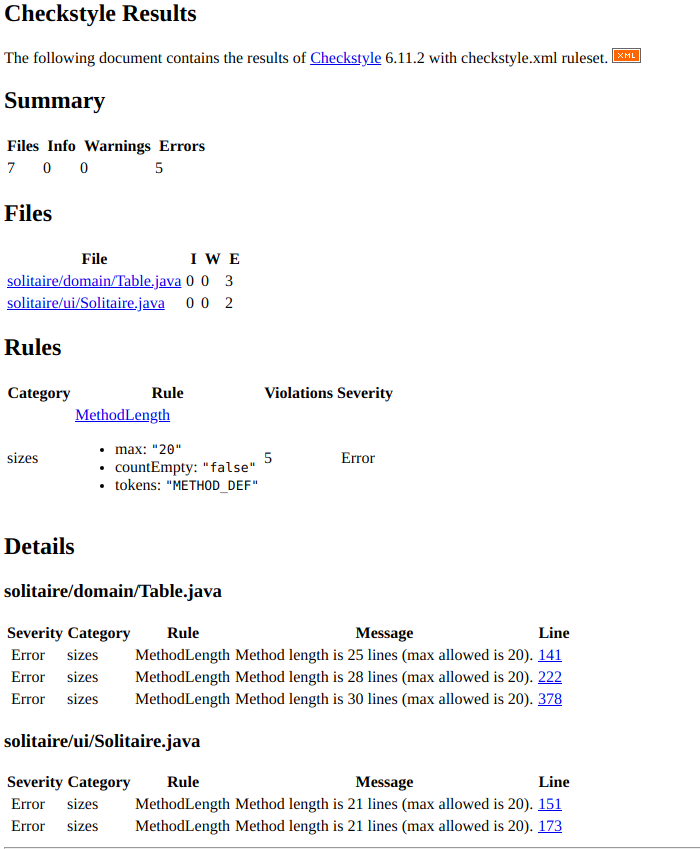 Checkstyle Results
The following document contains the results of Checkstyle 6.11.2 with checkstyle.xml ruleset. XML
Summary
Files Info Warnings Errors
7 0 0 5
Files
File I W E
solitaire/domain/Table.java 0 0 3
solitaire/ui/Solitaire.java 0 0 2
Rules
Category Rule Violations Severity
MethodLength
• max: "20"
sizes • countEmpty: "false" 5 Error
• tokens: "METHOD_DEF"
Details
solitaire/domain/Table.java
Severity Category Rule Message Line
Error sizes MethodLength Method length is 25 lines (max allowed is 20). 141
Error sizes MethodLength Method length is 28 lines (max allowed is 20). 222
Error sizes MethodLength Method length is 30 lines (max allowed is 20). 378
solitaire/ui/Solitaire.java
Severity Category Rule Message Line
Error sizes MethodLength Method length is 21 lines (max allowed is 20). 151
Error sizes MethodLength Method length is 21 lines (max allowed is 20). 173